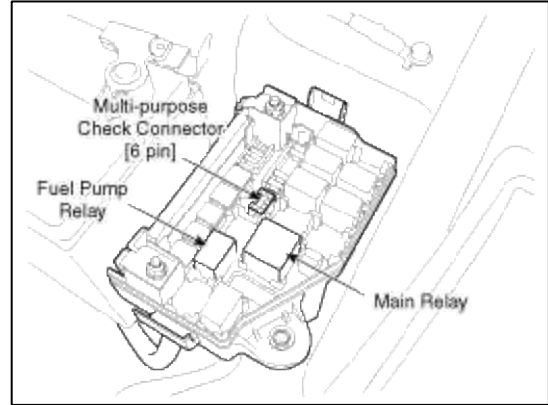 Multi-purpose
Check Connector
[6 pin]
Fuel Pump
Relay
Main Relay